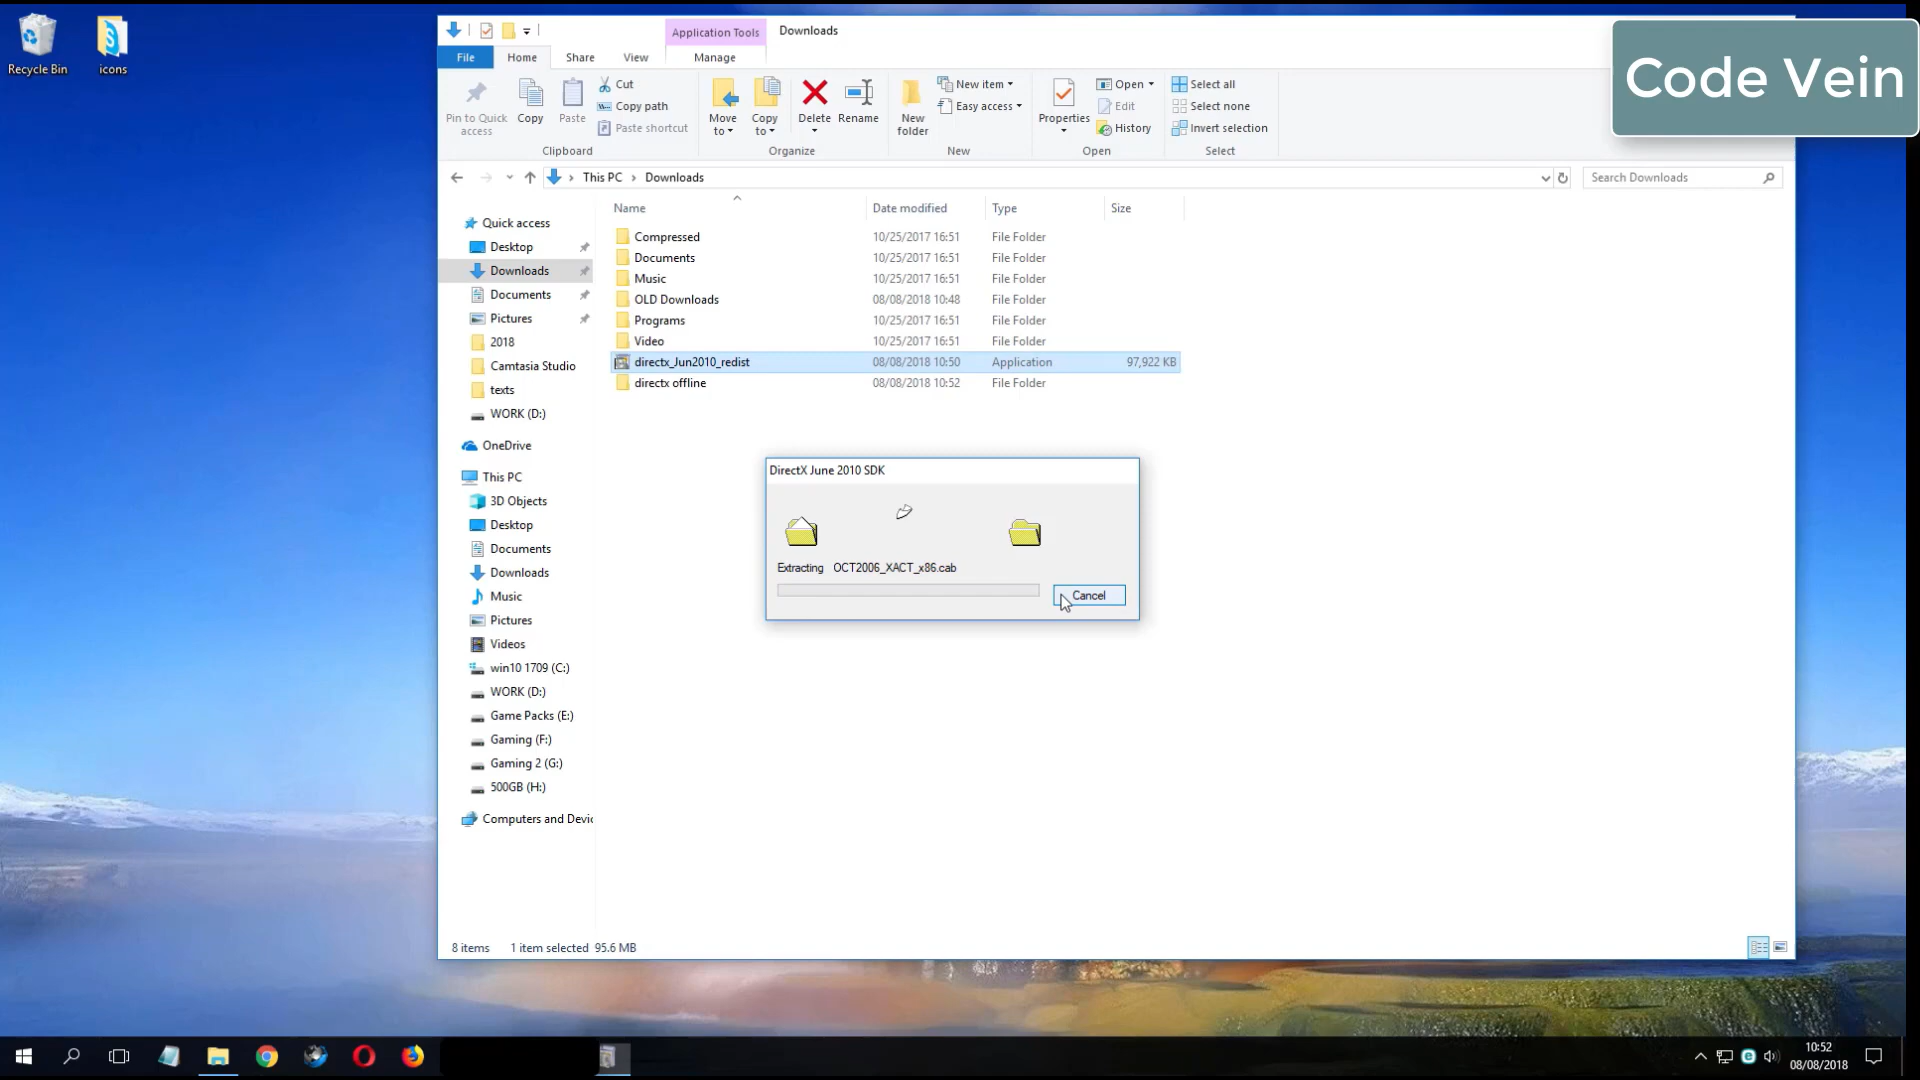 Recycle Bin
icons
Application Tools
Downloads
File
Home
Share
View
Manage
Pin to Quick access
Copy
Paste
Cut
Copy path
Paste shortcut
Clipboard
Move to
Copy to
Delete
Rename
Organize
New folder
New item
Easy access
New
Properties
Open
Edit
History
Open
Select all
Select none
Invert selection
Select
Code Vein
This PC
Downloads
Search Downloads
Name
Date modified
Type
Size
Compressed 10/25/2017 16:51 File Folder
Documents 10/25/2017 16:51 File Folder
Music 10/25/2017 16:51 File Folder
OLD Downloads 08/08/2018 10:48 File Folder
Programs 10/25/2017 16:51 File Folder
Video 10/25/2017 16:51 File Folder
directx_Jun2010_redist 08/08/2018 10:50 Application 97,922 KB
directx offline 08/08/2018 10:52 File Folder
Quick access
Desktop
Downloads
Documents
Pictures
2018
Camtasia Studio
texts
WORK (D:)
OneDrive
This PC
3D Objects
Desktop
Documents
Downloads
Music
Pictures
Videos
win10 1709 (C:)
WORK (D:)
Game Packs (E:)
Gaming (F:)
Gaming 2 (G:)
500GB (H:)
Computers and Devic
DirectX June 2010 SDK
Extracting OCT2006_XACT_x86.cab
Cancel
8 items 1 item selected 95.6 MB
10:52
08/08/2018